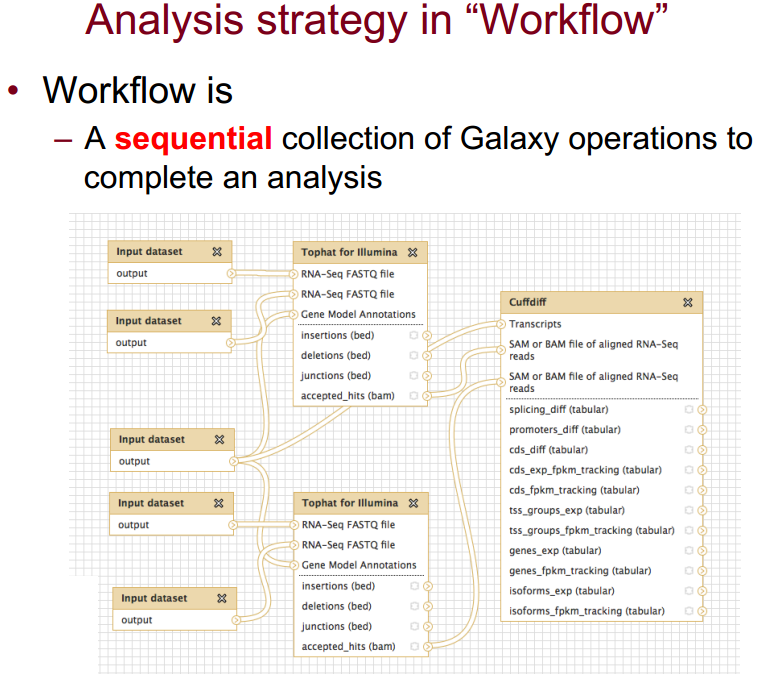 Analysis strategy in “Workflow”
• Workflow is
– A sequential collection of Galaxy operations to
complete an analysis
Input dataset
output
Input dataset
output
Input dataset
output
Input dataset
output
Input dataset
output
Tophat for Illumina
RNA-Seq FASTQ file
RNA-Seq FASTQ file
Gene Model Annotations
insertions (bed)
deletions (bed)
junctions (bed)
accepted_hits (bam)
Tophat for Illumina
RNA-Seq FASTQ file
RNA-Seq FASTQ file
Gene Model Annotations
insertions (bed)
deletions (bed)
junctions (bed)
accepted_hits (bam)
Cuffdiff
Transcripts
SAM or BAM file of aligned RNA-Seq
reads
SAM or BAM file of aligned RNA-Seq
reads
splicing_diff (tabular)
promoters_diff (tabular)
cds_diff (tabular)
cds_exp_fpkm_tracking (tabular)
cds_fpkm_tracking (tabular)
tss_groups_exp (tabular)
tss_groups_fpkm_tracking (tabular)
genes_exp (tabular)
genes_fpkm_tracking (tabular)
isoforms_exp (tabular)
isoforms_fpkm_tracking (tabular)